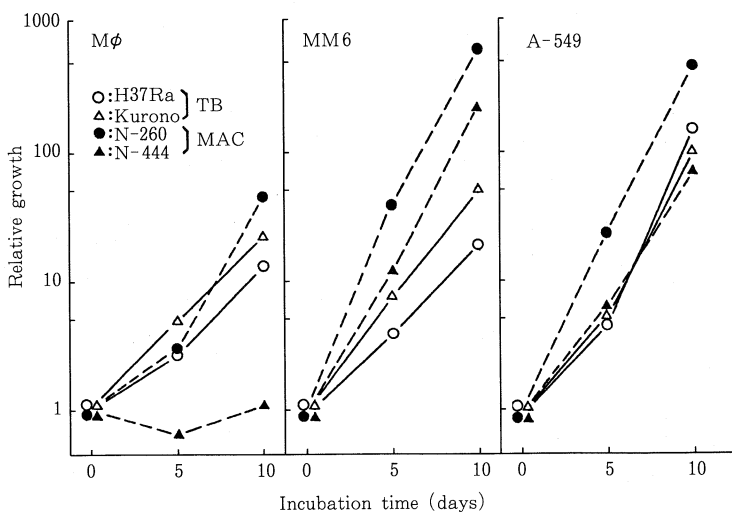 Mφ
MM6
A-549
○:H37Ra
△:Kurono
TB
●:N-260
▲:N-444
MAC
1000
100
10
1
Relative growth
0 5 10
0 5 10
0 5 10
Incubation time (days)